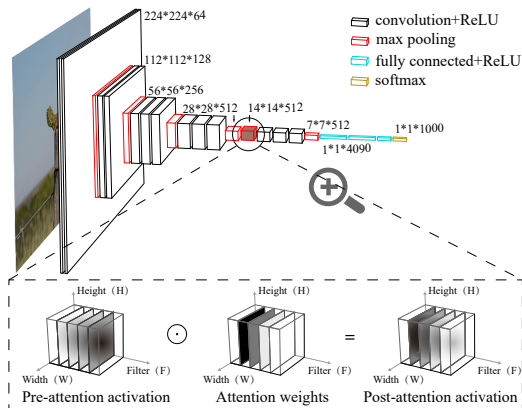 224*224*64
convolution+ReLU
max pooling
fully connected+ReLU
softmax
112*112*128
56*56*256
28*28*512
14*14*512
7*7*512
1*1*1000
1*1*4090
Height (H)
Height (H)
Height (H)
=
Width (W)
Filter (F)
Width (W)
Filter (F)
Width (W)
Filter (F)
Pre-attention activation
Attention weights
Post-attention activation